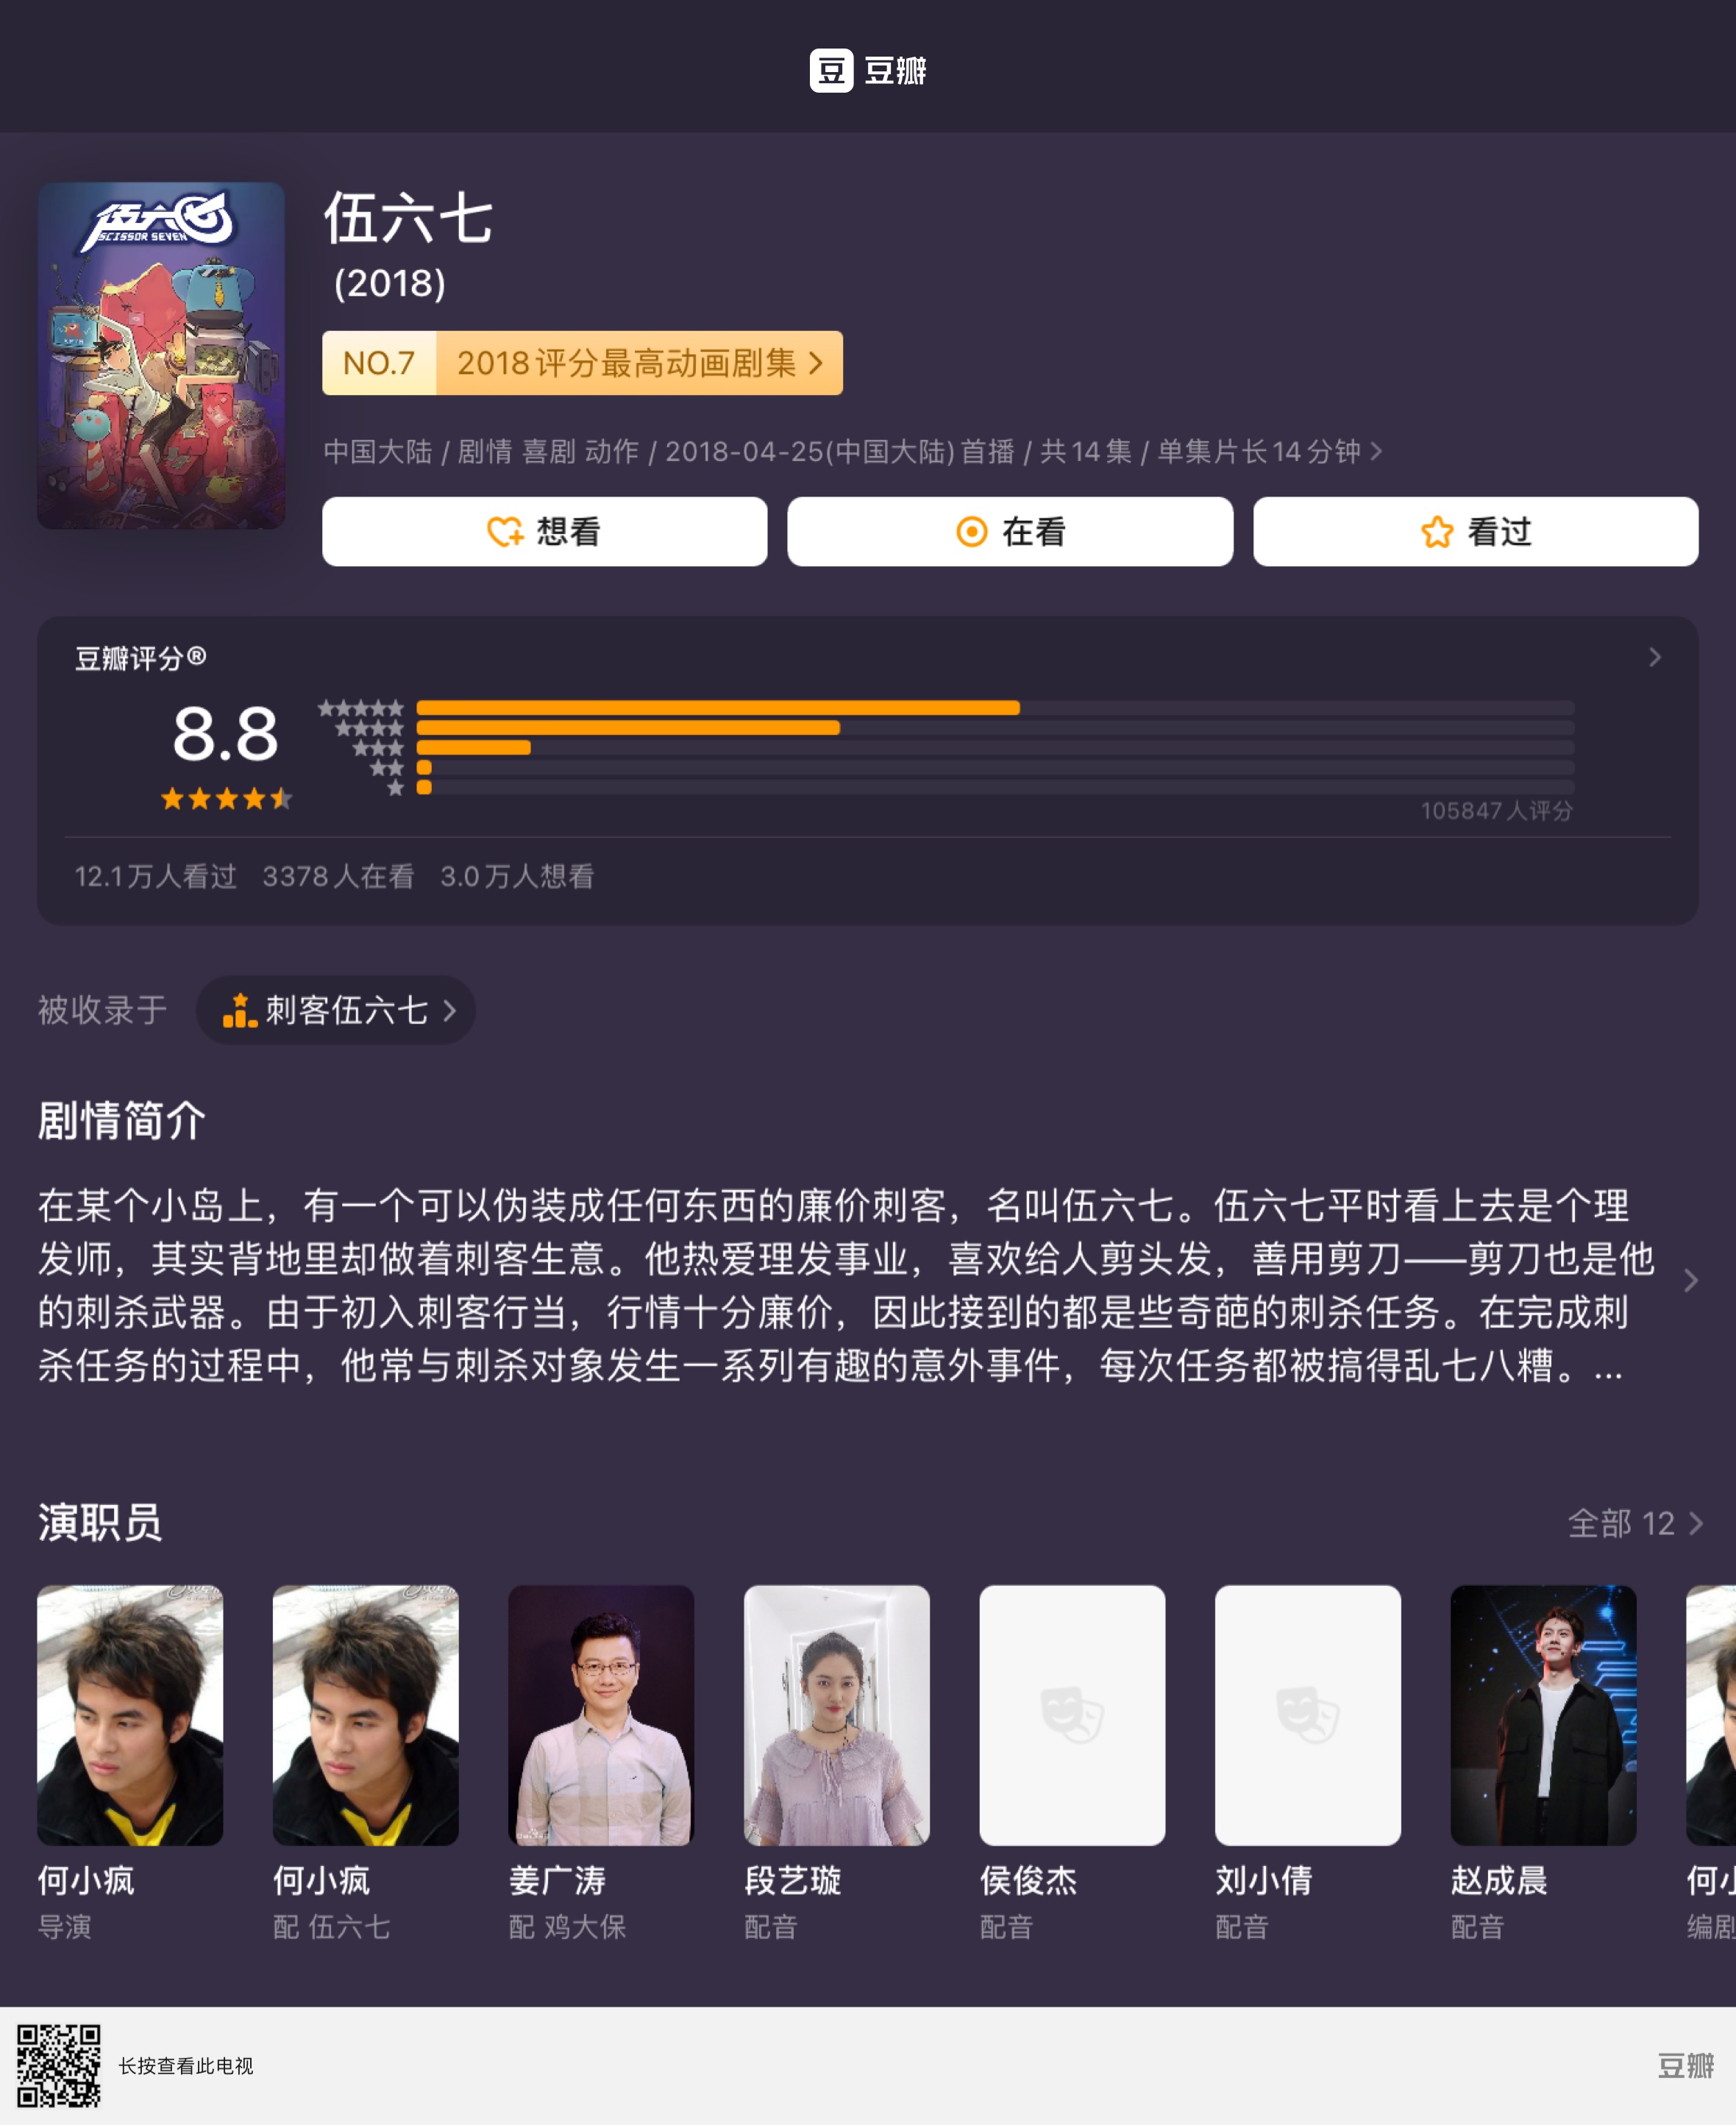 豆 豆瓣
伍六七
SCISSOR SEVEN
伍六七
(2018)
NO.7 2018评分最高动画剧集
中国大陆 / 剧情 喜剧 动作 / 2018-04-25(中国大陆)首播 / 共14集 / 单集片长14分钟
想看 在看 看过
豆瓣评分®
8.8
105847人评分
12.1万人看过 3378人在看 3.0万人想看
被收录于 刺客伍六七
剧情简介
在某个小岛上，有一个可以伪装成任何东西的廉价刺客，名叫伍六七。伍六七平时看上去是个理
发师，其实背地里却做着刺客生意。他热爱理发事业，喜欢给人剪头发，善用剪刀——剪刀也是他
的刺杀武器。由于初入刺客行当，行情十分廉价，因此接到的都是些奇葩的刺杀任务。在完成刺
杀任务的过程中，他常与刺杀对象发生一系列有趣的意外事件，每次任务都被搞得乱七八糟。...
演职员 全部 12
何小疯 何小疯 姜广涛 段艺璇 侯俊杰 刘小倩 赵成晨 何小
导演 配 伍六七 配 鸡大保 配音 配音 配音 配音 编剧
长按查看此电视 豆瓣